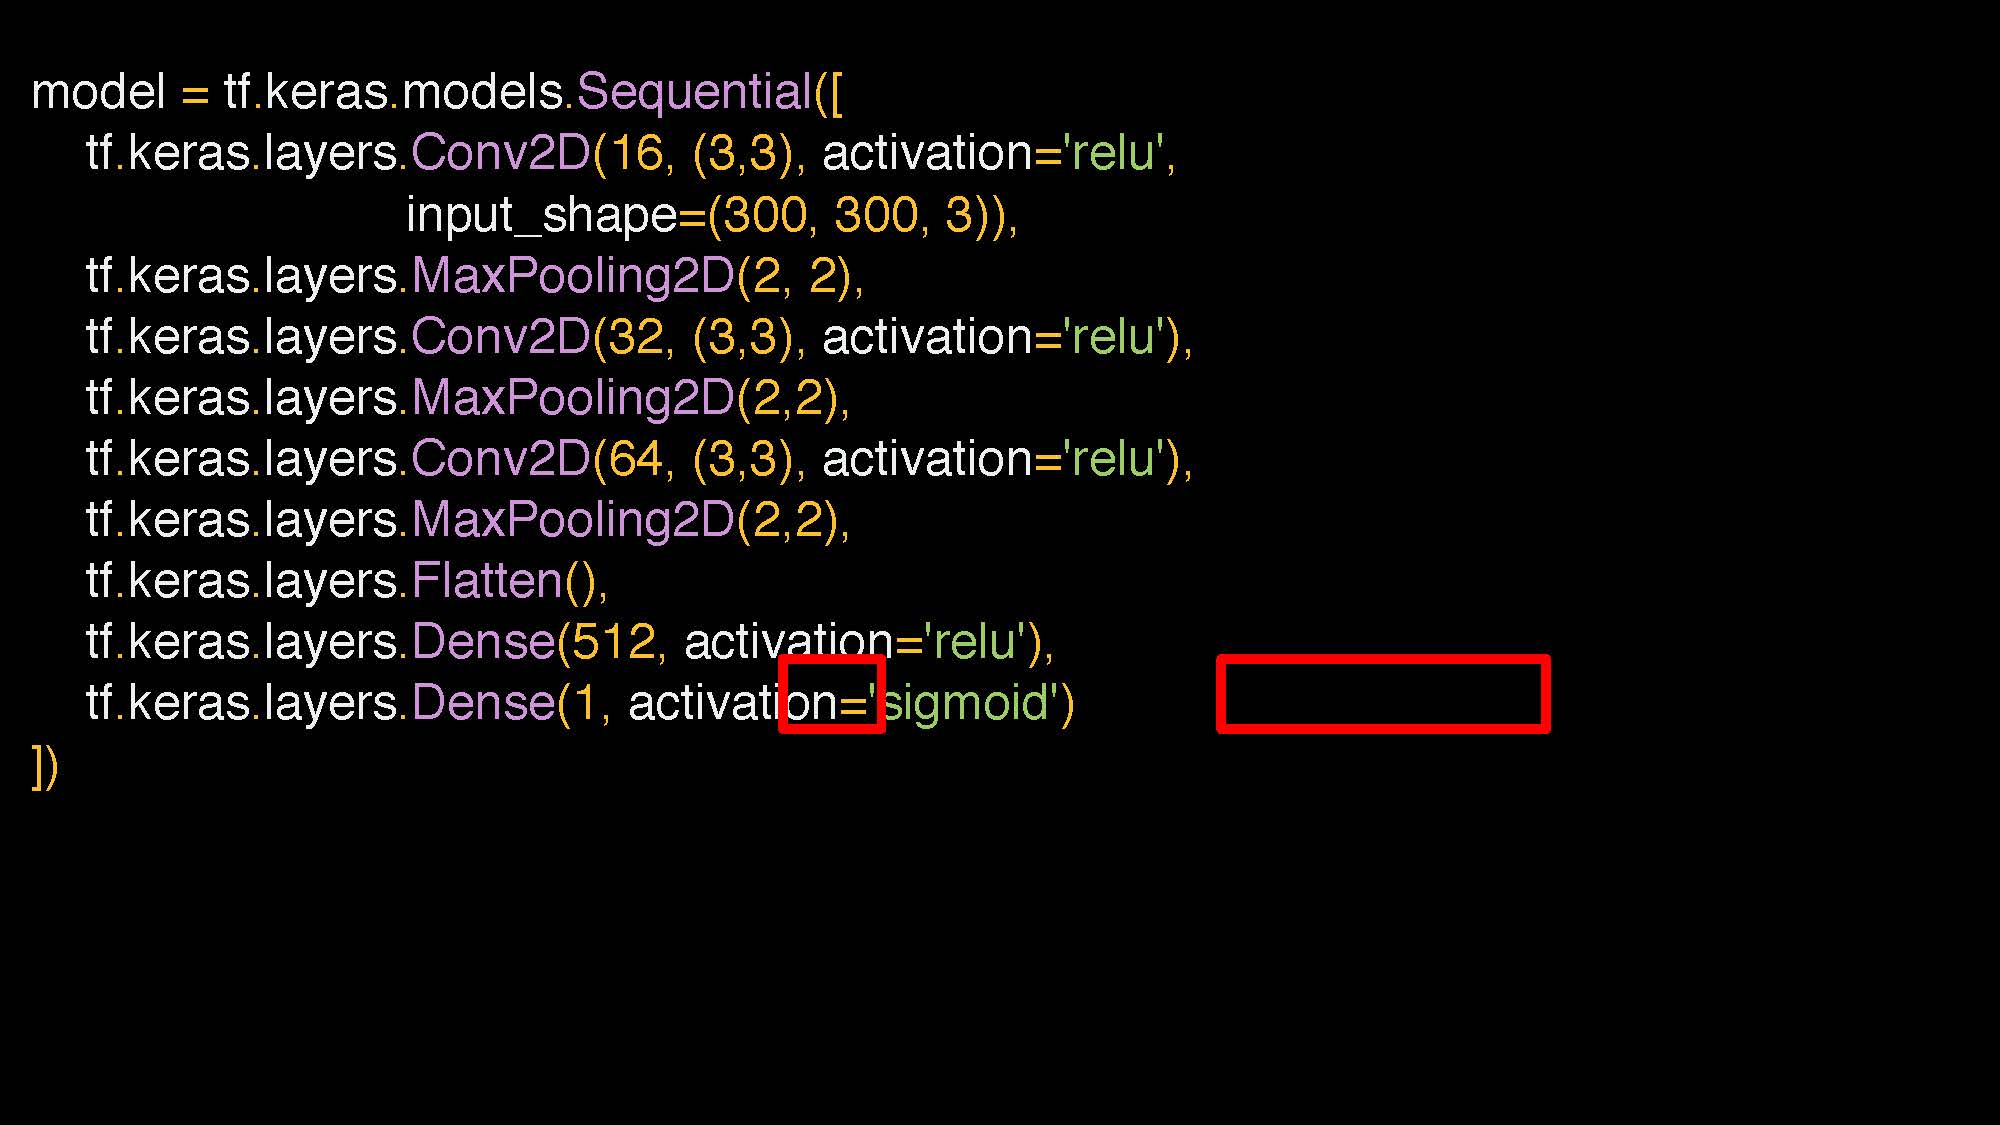 model = tf.keras.models.Sequential([
tf.keras.layers.Conv2D(16, (3,3), activation='relu',
input_shape=(300, 300, 3)),
tf.keras.layers.MaxPooling2D(2, 2),
tf.keras.layers.Conv2D(32, (3,3), activation='relu'),
tf.keras.layers.MaxPooling2D(2,2),
tf.keras.layers.Conv2D(64, (3,3), activation='relu'),
tf.keras.layers.MaxPooling2D(2,2),
tf.keras.layers.Flatten(),
tf.keras.layers.Dense(512, activation='relu'),
tf.keras.layers.Dense(1, activation='sigmoid')
])